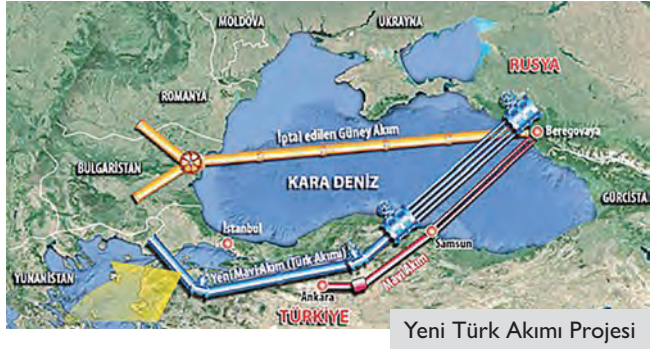 MOLDOVA
UKRAYNA
RUSYA
ROMANYA
Beregovaya
İptal edilen Güney Akım
BULGARİSTAN
KARA DENİZ
GÜRCİSTA
İstanbul
Samsun
Yeni Mavi Akım (Türk Akımı)
Mavi Akım
YUNANİSTAN
Ankara
TÜRKİYE
Yeni Türk Akımı Projesi